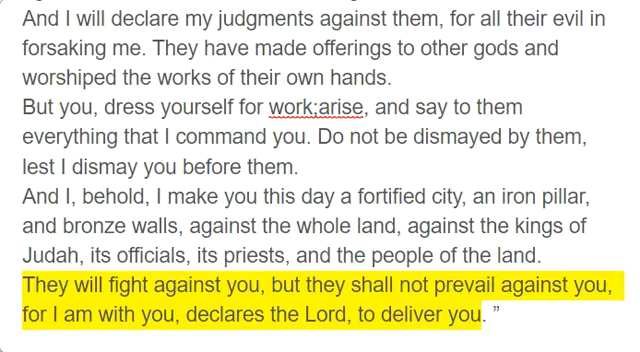 And I will declare my judgments against them, for all their evil in
forsaking me. They have made offerings to other gods and
worshiped the works of their own hands.
But you, dress yourself for work;arise, and say to them
everything that I command you. Do not be dismayed by them,
lest I dismay you before them.
And I, behold, I make you this day a fortified city, an iron pillar,
and bronze walls, against the whole land, against the kings of
Judah, its officials, its priests, and the people of the land.
They will fight against you, but they shall not prevail against you,
for I am with you, declares the Lord, to deliver you. ”